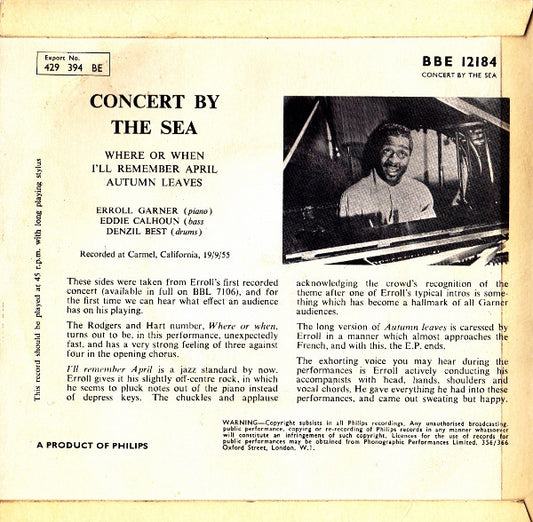 Export No.
429 394 BE
BBE 12184
CONCERT BY THE SEA
CONCERT BY
THE SEA
WHERE OR WHEN
I'LL REMEMBER APRIL
AUTUMN LEAVES
ERROLL GARNER (piano)
EDDIE CALHOUN (bass
DENZIL BEST (drums)
Recorded at Carmel, California, 19/9/55
This record should be played at 45 r.p.m. with long playing stylus
These sides were taken from Erroll's first recorded
concert (available in full on BBL 7106), and for
the first time we can hear what effect an audience
has on his playing.
The Rodgers and Hart number, Where or when,
turns out to be, in this performance, unexpectedly
fast, and has a very strong feeling of three against
four in the opening chorus.
I'll remember April is a jazz standard by now.
Erroll gives it his slightly off-centre rock, in which
he seems to pluck notes out of the piano instead
of depress keys. The chuckles and applause
acknowledging the crowd's recognition of the
theme after one of Erroll's typical intros is some-
thing which has become a hallmark of all Garner
audiences.
The long version of Autumn leaves is caressed by
Erroll in a manner which almost approaches the
French, and with this, the E.P. ends.
The exhorting voice you may hear during the
performances is Erroll actively conducting his
accompanists with head, hands, shoulders and
vocal chords. He gave everything he had into these
performances, and came out sweating but happy.
A PRODUCT OF PHILIPS
WARNING—Copyright subsists in all Philips recordings. Any unauthorised broadcasting,
public performance, copying or re-recording of Philips records in any manner whatsoever
will constitute an infringement of such copyright. Licences for the use of records for
public performances may be obtained from Phonographic Performances Limited, 356/366
Oxford Street, London, W.1.